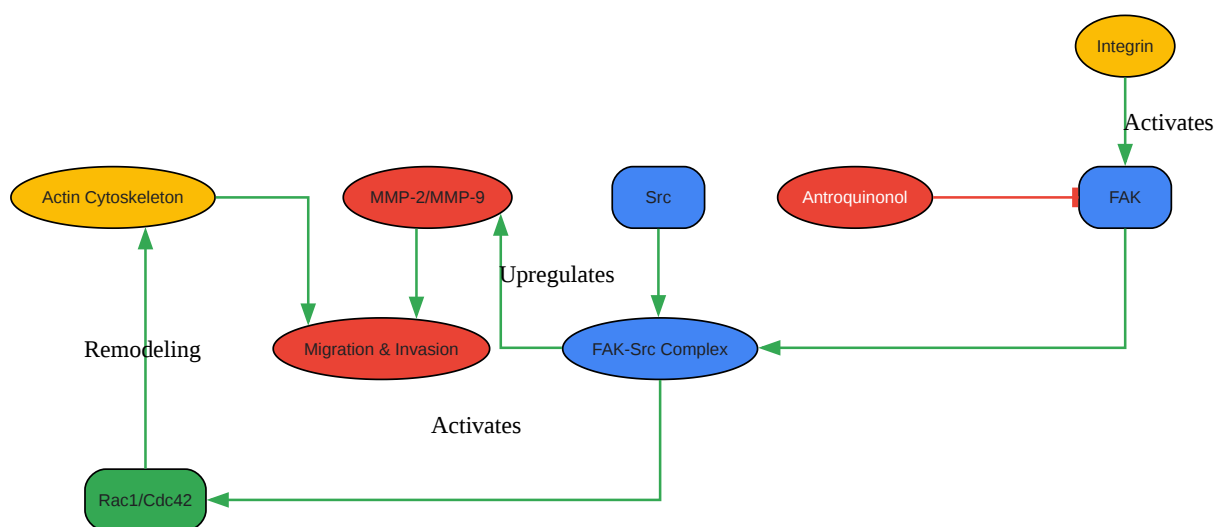 Integrin
Activates
Actin Cytoskeleton
MMP-2/MMP-9
Src
Antroquinonol
FAK
Upregulates
Remodeling
Migration & Invasion
FAK-Src Complex
Activates
Rac1/Cdc42